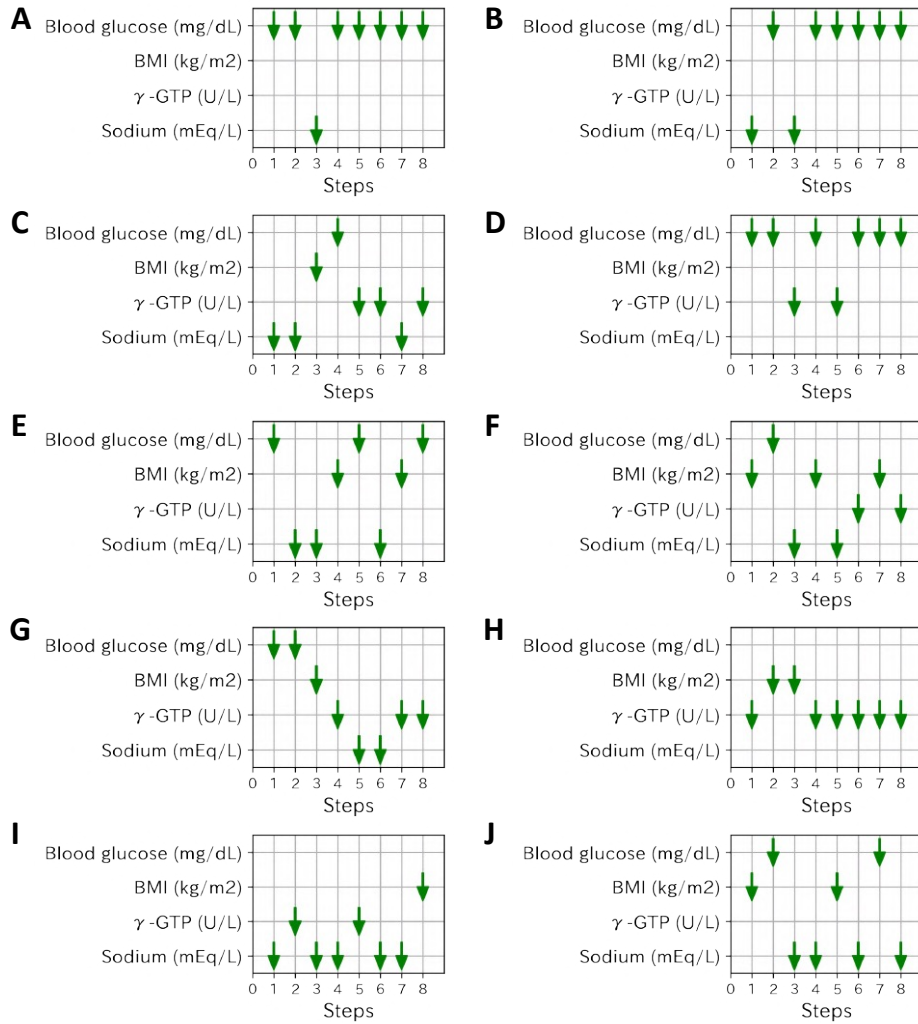 A
Blood glucose (mg/dL)
BMI (kg/m2)
γ-GTP (U/L)
Sodium (mEq/L)
0 1 2 3 4 5 6 7 8
Steps
B
Blood glucose (mg/dL)
BMI (kg/m2)
γ-GTP (U/L)
Sodium (mEq/L)
0 1 2 3 4 5 6 7 8
Steps
C
Blood glucose (mg/dL)
BMI (kg/m2)
γ-GTP (U/L)
Sodium (mEq/L)
0 1 2 3 4 5 6 7 8
Steps
D
Blood glucose (mg/dL)
BMI (kg/m2)
γ-GTP (U/L)
Sodium (mEq/L)
0 1 2 3 4 5 6 7 8
Steps
E
Blood glucose (mg/dL)
BMI (kg/m2)
γ-GTP (U/L)
Sodium (mEq/L)
0 1 2 3 4 5 6 7 8
Steps
F
Blood glucose (mg/dL)
BMI (kg/m2)
γ-GTP (U/L)
Sodium (mEq/L)
0 1 2 3 4 5 6 7 8
Steps
G
Blood glucose (mg/dL)
BMI (kg/m2)
γ-GTP (U/L)
Sodium (mEq/L)
0 1 2 3 4 5 6 7 8
Steps
H
Blood glucose (mg/dL)
BMI (kg/m2)
γ-GTP (U/L)
Sodium (mEq/L)
0 1 2 3 4 5 6 7 8
Steps
I
Blood glucose (mg/dL)
BMI (kg/m2)
γ-GTP (U/L)
Sodium (mEq/L)
0 1 2 3 4 5 6 7 8
Steps
J
Blood glucose (mg/dL)
BMI (kg/m2)
γ-GTP (U/L)
Sodium (mEq/L)
0 1 2 3 4 5 6 7 8
Steps